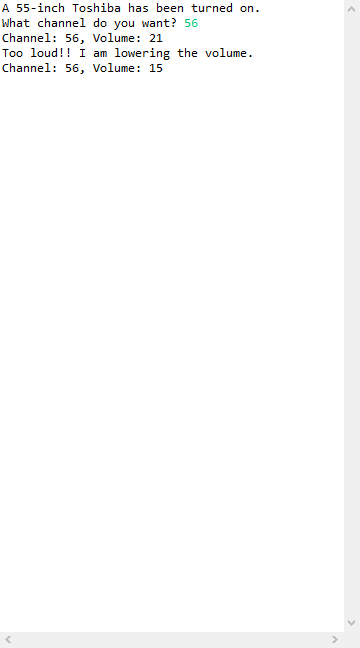 A 55-inch Toshiba has been turned on.
What channel do you want? 56
Channel: 56, Volume: 21
Too loud!! I am lowering the volume.
Channel: 56, Volume: 15